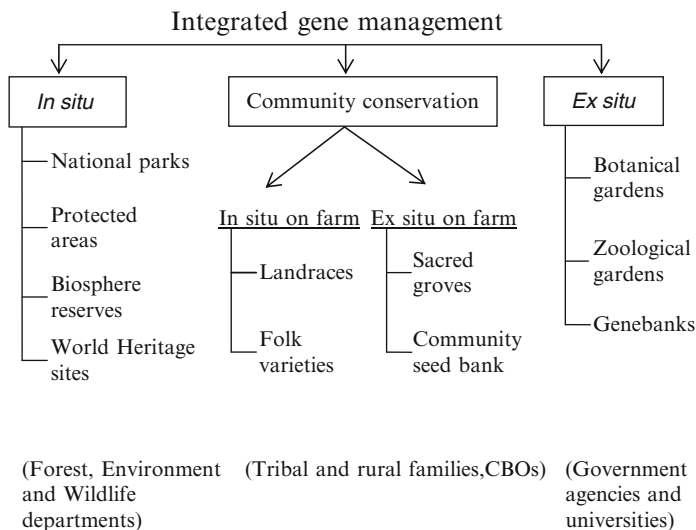 Integrated gene management
In situ
Community conservation
Ex situ
National parks
Protected
areas
Biosphere
reserves
World Heritage
sites
In situ on farm
Landraces
Folk
varieties
Ex situ on farm
Sacred
groves
Community
seed bank
Botanical
gardens
Zoological
gardens
Genebanks
(Forest, Environment
and Wildlife
departments)
(Tribal and rural families,CBOs)
(Government
agencies and
universities)